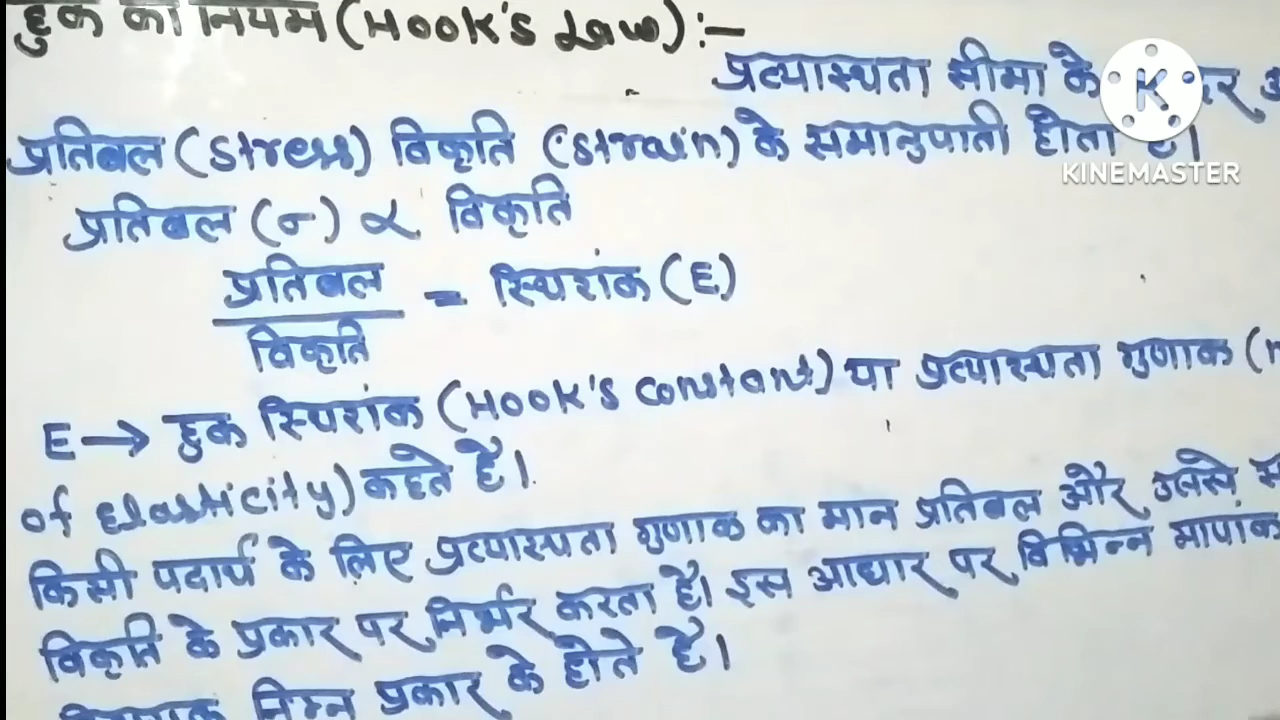 हुक का नियम (Hook's Law) :-
प्रत्यास्थता सीमा के
प्रतिबल (Stress) विकृति (Strain) के समानुपाती होता है।
KINEMASTER
प्रतिबल (σ) ∝ विकृति
प्रतिबल
विकृति
= स्थिरांक (E)
E → हुक स्थिरांक (Hook's constant) या प्रत्यास्थता गुणाक (
of Elasticity) कहते है।
किसी पदार्थ के लिए प्रत्यास्थता गुणाक का मान प्रतिबल और उससे
विकृति के प्रकार पर निर्भर करता है। इस आधार पर विभिन्न मापांक
निम्न प्रकार के होते है।